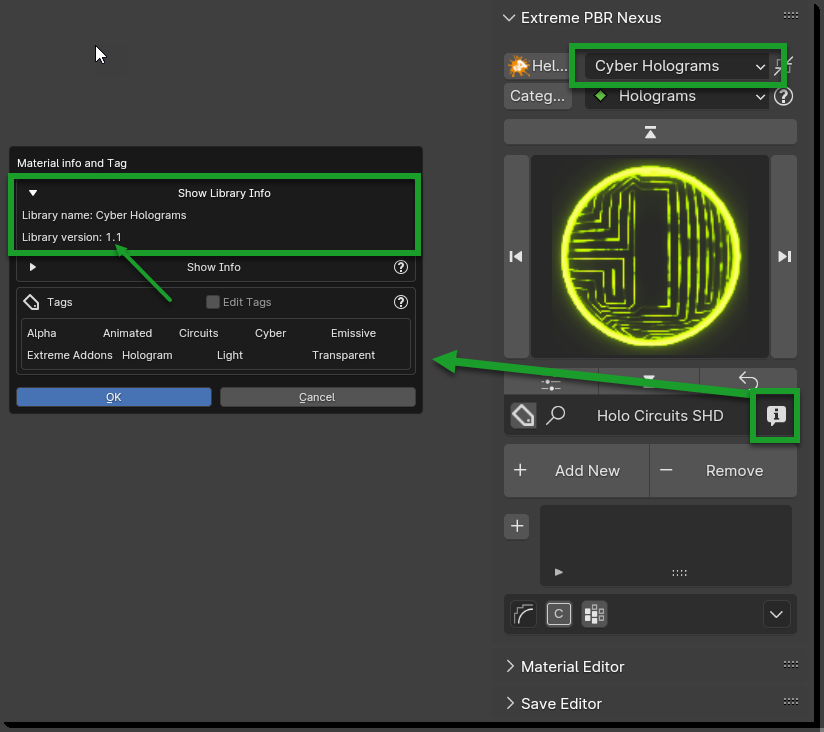 Extreme PBR Nexus
Hel... Cyber Holograms
Categ... Holograms
Material info and Tag
Show Library Info
Library name: Cyber Holograms
Library version: 1.1
Show Info
Tags Edit Tags
Alpha Animated Circuits Cyber Emissive
Extreme Addons Hologram Light Transparent
OK Cancel
Holo Circuits SHD
Add New Remove
C
Material Editor
Save Editor